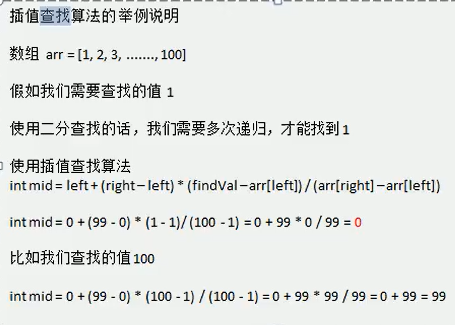 插值查找算法的举例说明
数组 arr = [1, 2, 3, ......., 100]
假如我们需要查找的值 1
使用二分查找的话，我们需要多次递归，才能找到 1
使用插值查找算法
int mid = left + (right – left) * (findVal – arr[left]) / (arr[right] – arr[left])
int mid = 0 + (99 - 0) * (1 - 1)/ (100 - 1) = 0 + 99 * 0 / 99 = 0
比如我们查找的值 100
int mid = 0 + (99 - 0) * (100 - 1) / (100 - 1) = 0 + 99 * 99 / 99 = 0 + 99 = 99